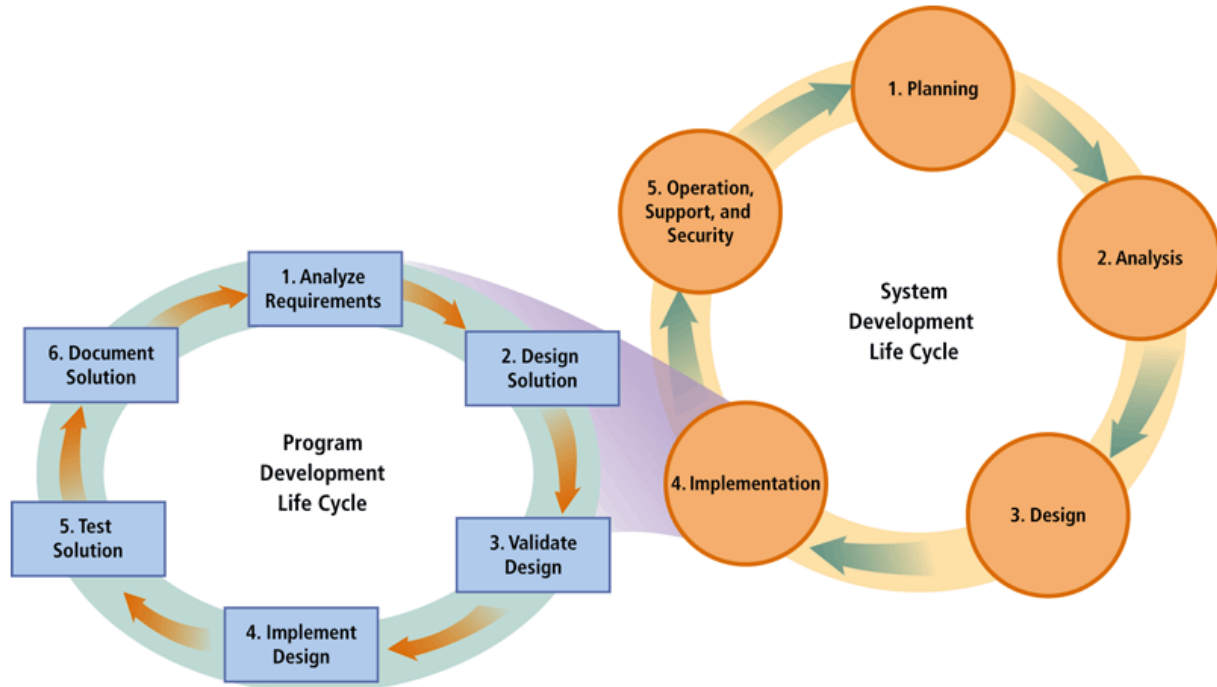 1. Planning
2. Analysis
3. Design
4. Implementation
5. Operation,
Support, and
Security
System
Development
Life Cycle
1. Analyze
Requirements
2. Design
Solution
3. Validate
Design
4. Implement
Design
5. Test
Solution
6. Document
Solution
Program
Development
Life Cycle